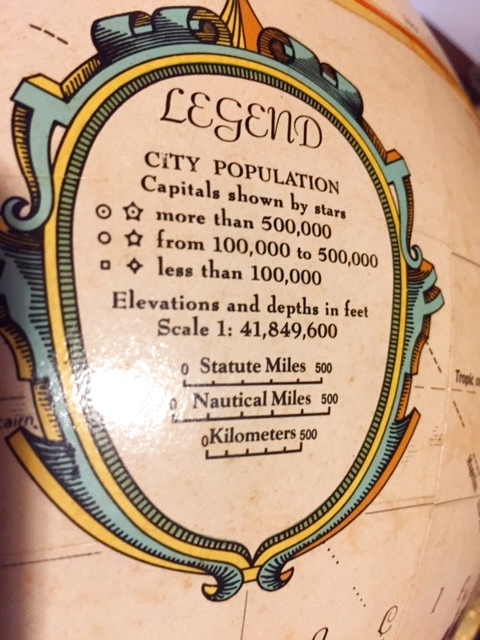 LEGEND
CITY POPULATION
Capitals shown by stars
more than 500,000
from 100,000 to 500,000
less than 100,000
Elevations and depths in feet
Scale 1: 41,849,600
0 Statute Miles 500
0 Nautical Miles 500
0 Kilometers 500
Tropic